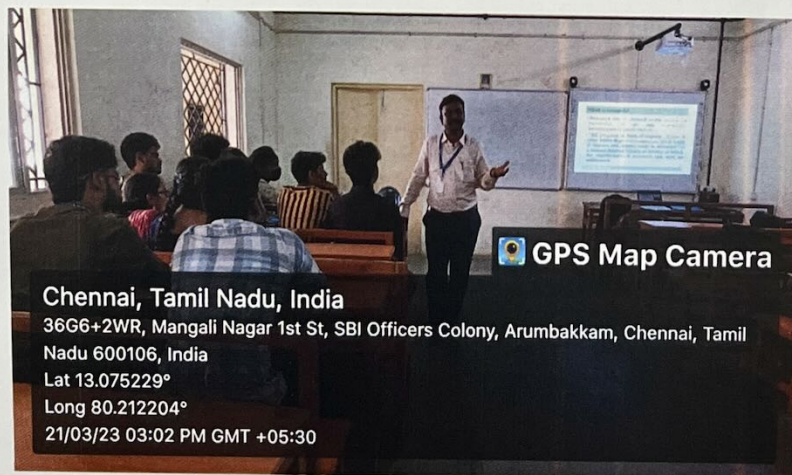 GPS Map Camera
Chennai, Tamil Nadu, India
36G6+2WR, Mangali Nagar 1st St, SBI Officers Colony, Arumbakkam, Chennai, Tamil
Nadu 600106, India
Lat 13.075229°
Long 80.212204°
21/03/23 03:02 PM GMT +05:30